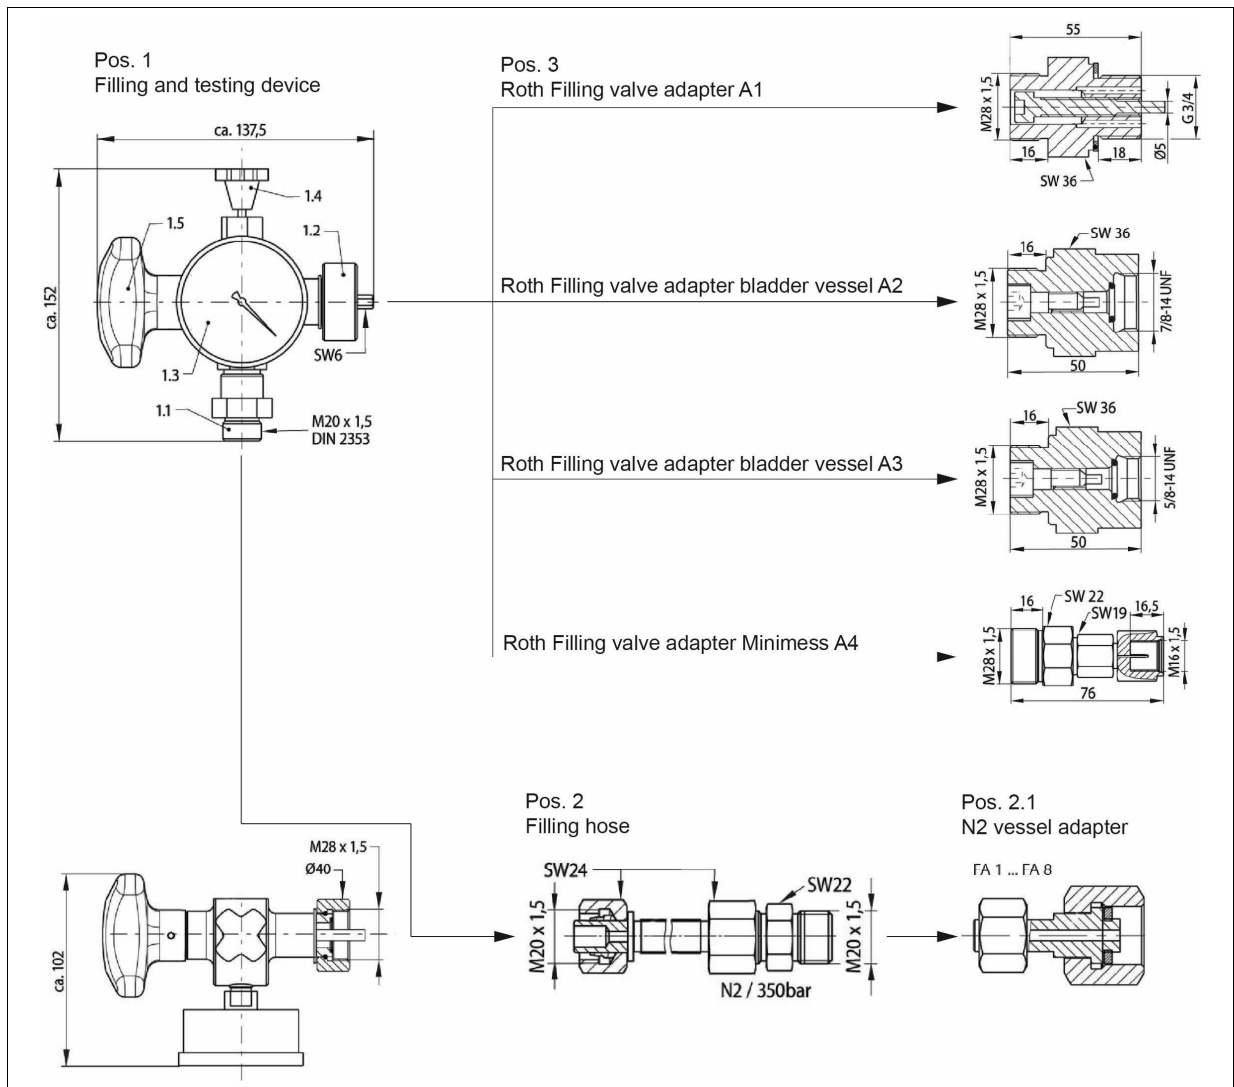 Pos. 1
Filling and testing device
ca. 137,5
ca. 152
1.4
1.5
1.2
1.3
SW6
1.1
M20 x 1,5
DIN 2353
Pos. 3
Roth Filling valve adapter A1
55
M28 x 1,5
G 3/4
16
18
Ø5
SW 36
Roth Filling valve adapter bladder vessel A2
16
SW 36
M28 x 1,5
7/8-14 UNF
50
Roth Filling valve adapter bladder vessel A3
16
SW 36
M28 x 1,5
5/8-14 UNF
50
Roth Filling valve adapter Minimess A4
16
SW 22
SW19
16,5
M28 x 1,5
M16 x 1,5
76
M28 x 1,5
Ø40
ca. 102
Pos. 2
Filling hose
SW24
SW22
M20 x 1,5
M20 x 1,5
N2 / 350bar
Pos. 2.1
N2 vessel adapter
FA 1 ... FA 8